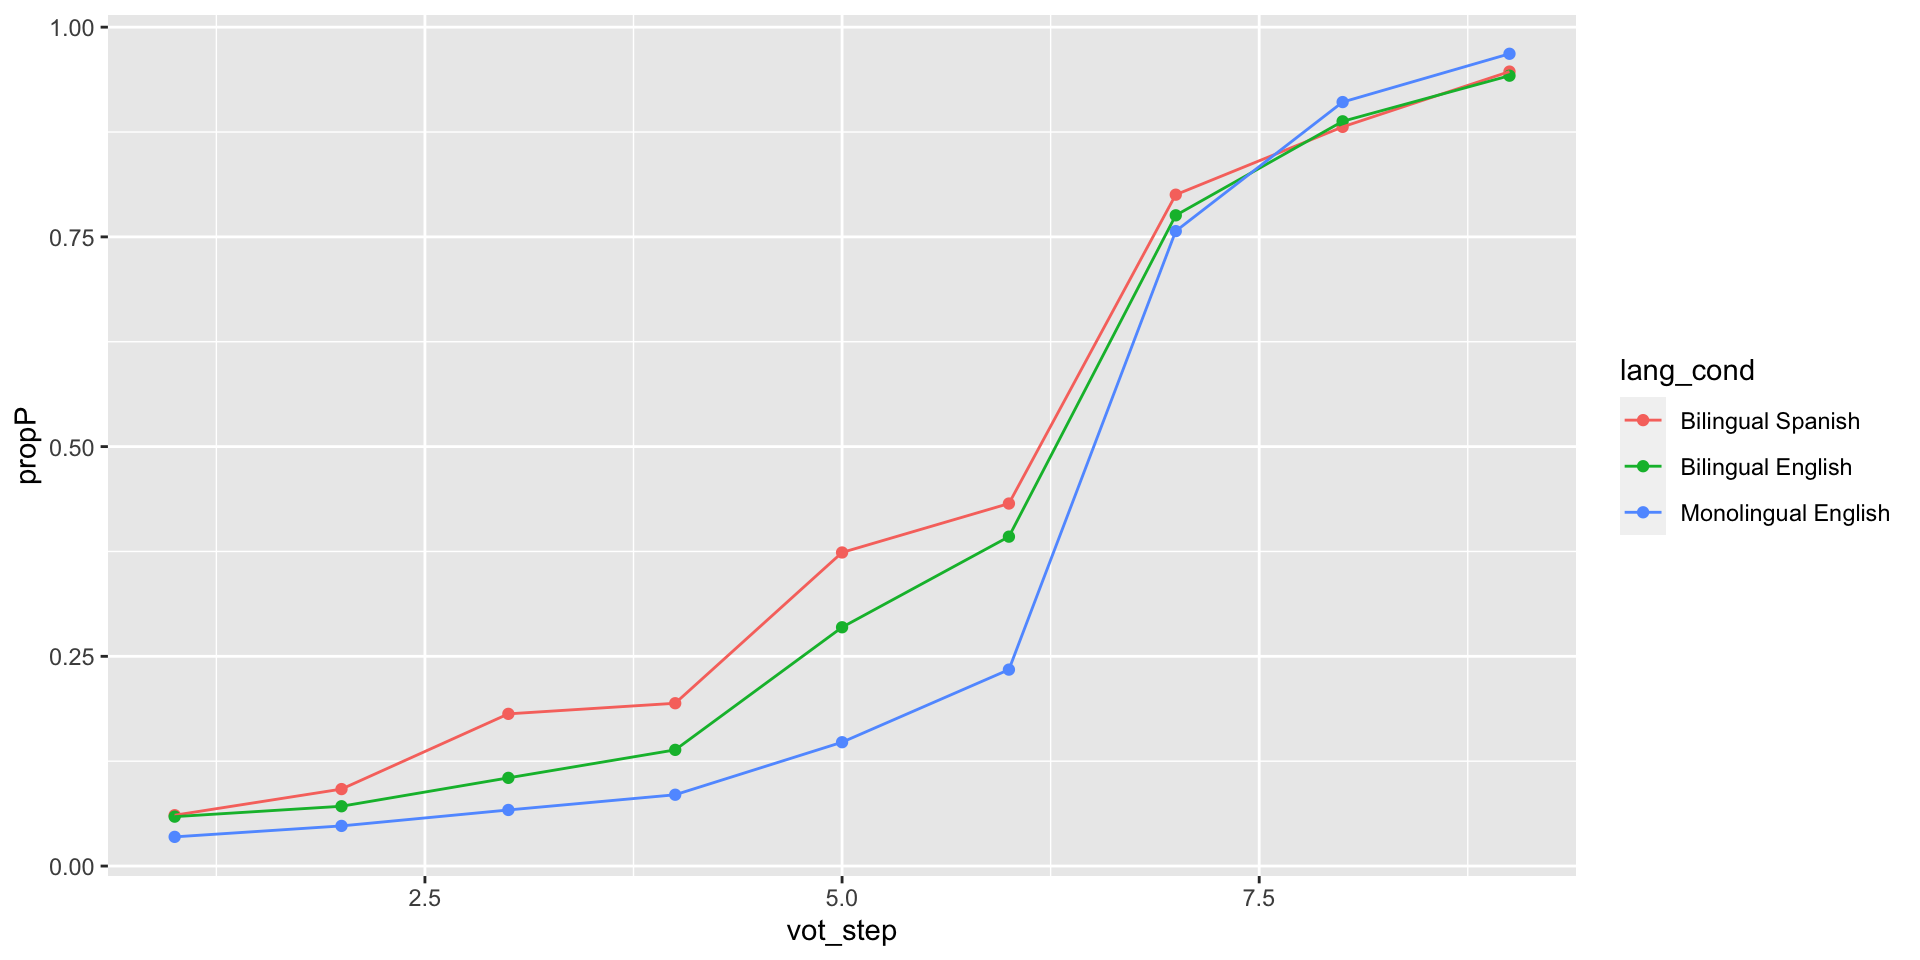 1.00
0.75
0.50
0.25
0.00
propP
2.5 5.0 7.5
vot_step
lang_cond
Bilingual Spanish
Bilingual English
Monolingual English